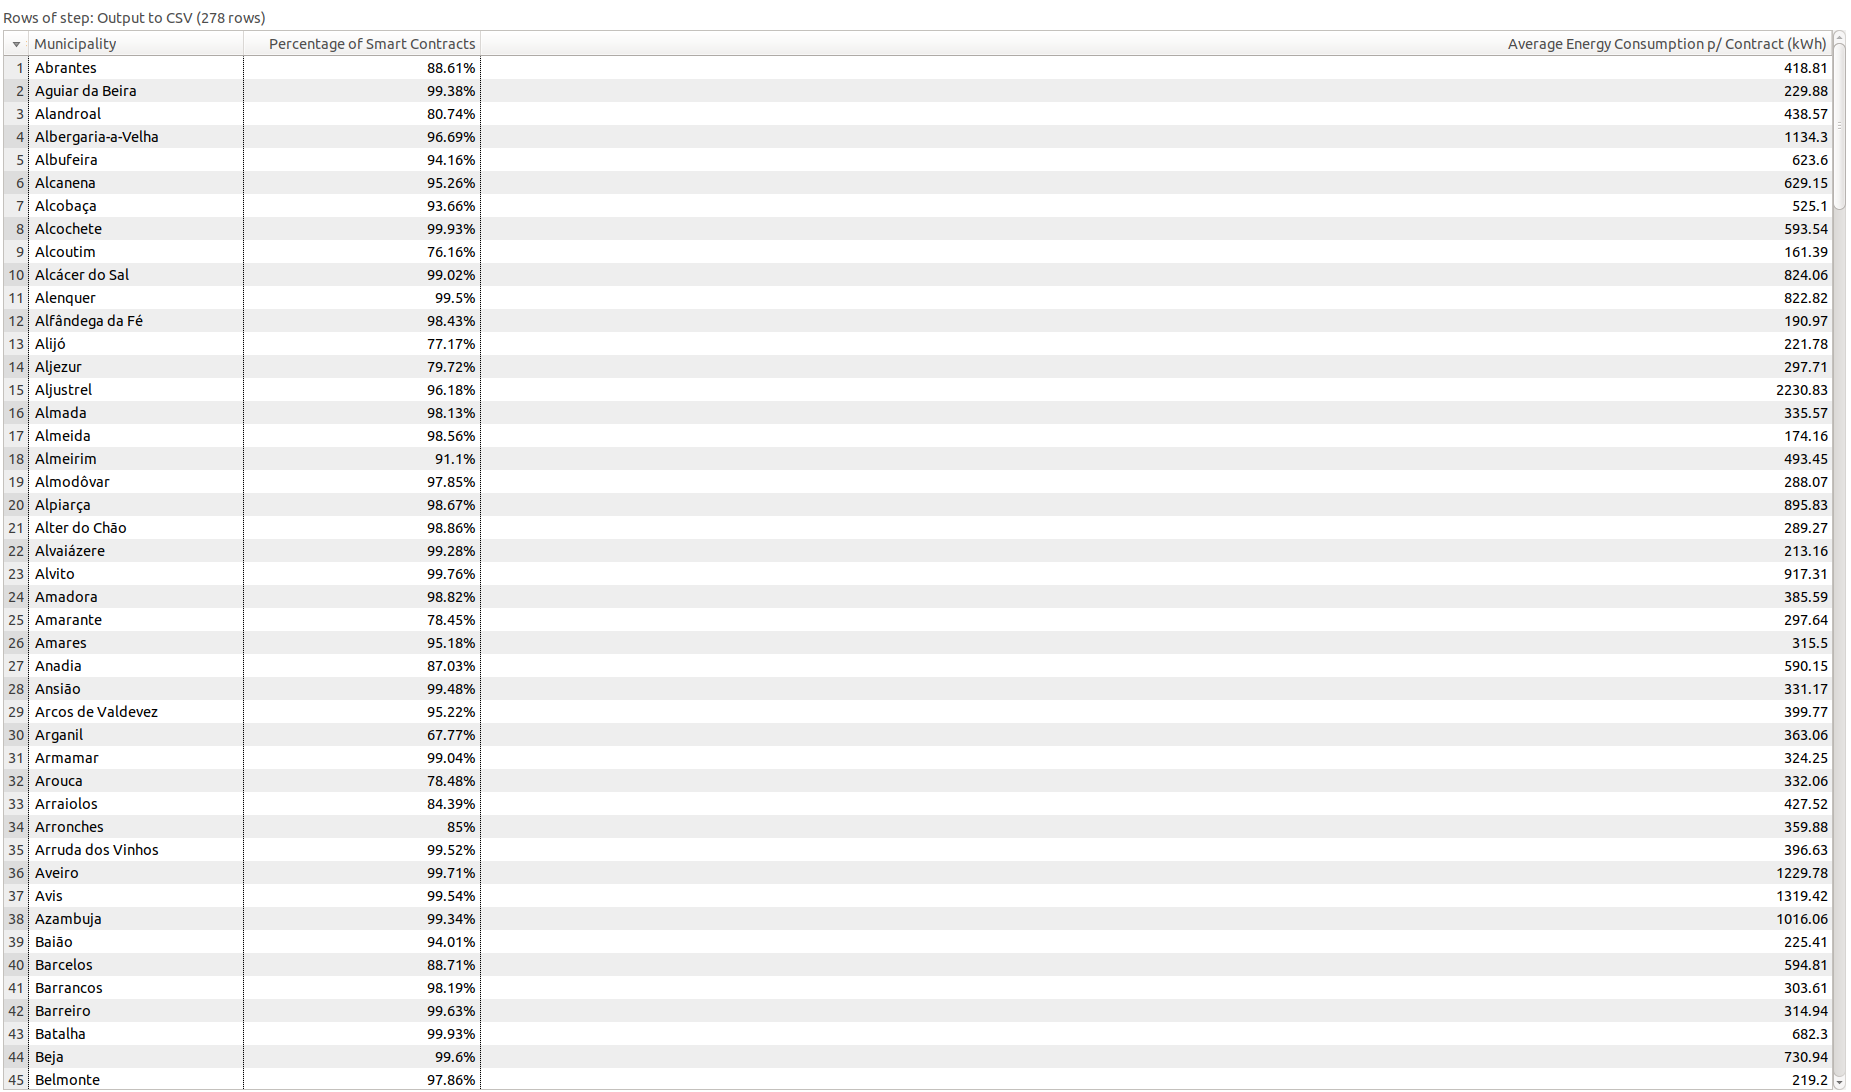 Rows of step: Output to CSV (278 rows)
Municipality Percentage of Smart Contracts Average Energy Consumption p/ Contract (kWh)
1 Abrantes 88.61% 418.81
2 Aguiar da Beira 99.38% 229.88
3 Alandroal 80.74% 438.57
4 Albergaria-a-Velha 96.69% 1134.3
5 Albufeira 94.16% 623.6
6 Alcanena 95.26% 629.15
7 Alcobaça 93.66% 525.1
8 Alcochete 99.93% 593.54
9 Alcoutim 76.16% 161.39
10 Alcácer do Sal 99.02% 824.06
11 Alenquer 99.5% 822.82
12 Alfândega da Fé 98.43% 190.97
13 Alijó 77.17% 221.78
14 Aljezur 79.72% 297.71
15 Aljustrel 96.18% 2230.83
16 Almada 98.13% 335.57
17 Almeida 98.56% 174.16
18 Almeirim 91.1% 493.45
19 Almodôvar 97.85% 288.07
20 Alpiarça 98.67% 895.83
21 Alter do Chão 98.86% 289.27
22 Alvaiázere 99.28% 213.16
23 Alvito 99.76% 917.31
24 Amadora 98.82% 385.59
25 Amarante 78.45% 297.64
26 Amares 95.18% 315.5
27 Anadia 87.03% 590.15
28 Ansião 99.48% 331.17
29 Arcos de Valdevez 95.22% 399.77
30 Arganil 67.77% 363.06
31 Armamar 99.04% 324.25
32 Arouca 78.48% 332.06
33 Arraiolos 84.39% 427.52
34 Arronches 85% 359.88
35 Arruda dos Vinhos 99.52% 396.63
36 Aveiro 99.71% 1229.78
37 Avis 99.54% 1319.42
38 Azambuja 99.34% 1016.06
39 Baião 94.01% 225.41
40 Barcelos 88.71% 594.81
41 Barrancos 98.19% 303.61
42 Barreiro 99.63% 314.94
43 Batalha 99.93% 682.3
44 Beja 99.6% 730.94
45 Belmonte 97.86% 219.2